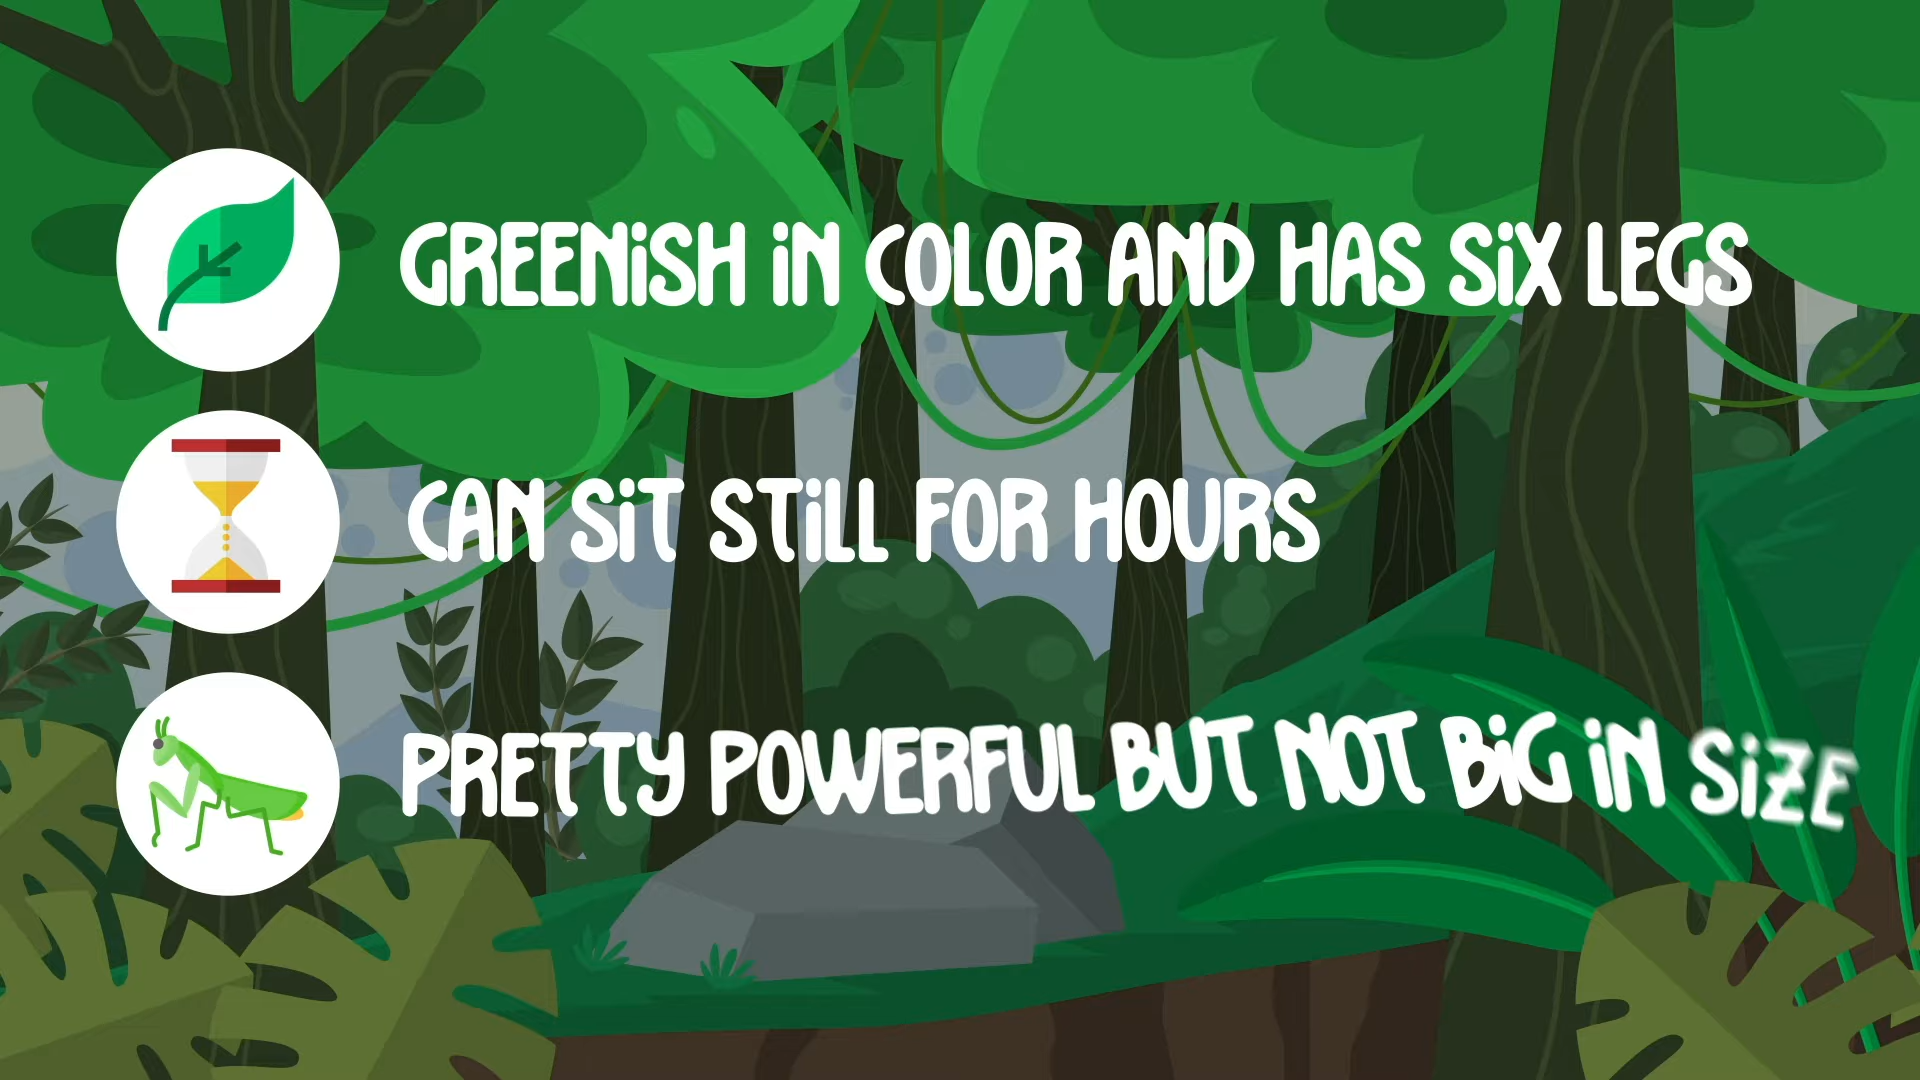 GREENiSH iN COLOR AND HAS SiX LEGS
CAN SiT STiLL FOR HOURS
PRETTY POWERFUL BUT NOT BiG iN SiZE